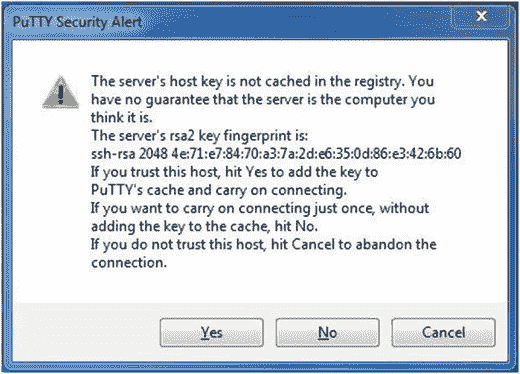 PuTTY Security Alert
X
The server's host key is not cached in the registry. You
have no guarantee that the server is the computer you
think it is.
The server's rsa2 key fingerprint is:
ssh-rsa 2048 4e:71:e7:84:70:a3:7a:2d:e6:35:0d:86:e3:42:6b:60
If you trust this host, hit Yes to add the key to
PuTTY's cache and carry on connecting.
If you want to carry on connecting just once, without
adding the key to the cache, hit No.
If you do not trust this host, hit Cancel to abandon the
connection.
Yes No Cancel